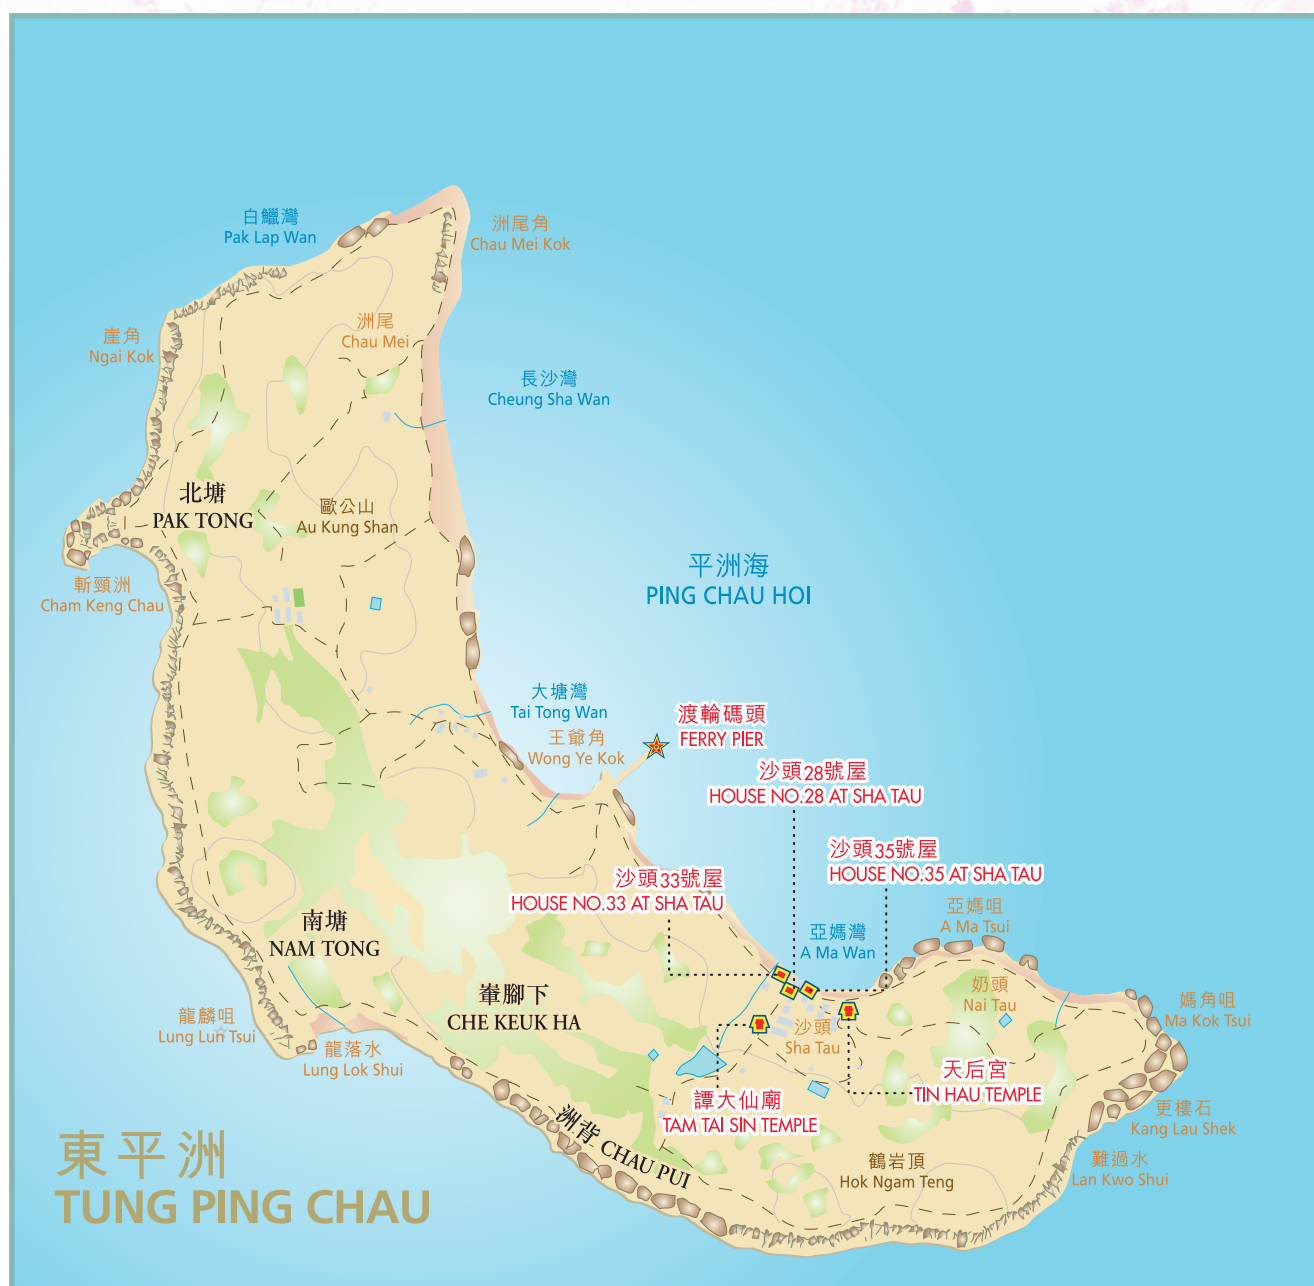 白鱲灣
Pak Lap Wan
洲尾角
Chau Mei Kok
崖角
Ngai Kok
洲尾
Chau Mei
長沙灣
Cheung Sha Wan
北塘
PAK TONG
歐公山
Au Kung Shan
斬頸洲
Cham Keng Chau
平洲海
PING CHAU HOI
大塘灣
Tai Tong Wan
王爺角
Wong Ye Kok
渡輪碼頭
FERRY PIER
沙頭28號屋
HOUSE NO.28 AT SHA TAU
沙頭35號屋
HOUSE NO.35 AT SHA TAU
沙頭33號屋
HOUSE NO.33 AT SHA TAU
南塘
NAM TONG
亞媽灣
A Ma Wan
亞媽咀
A Ma Tsui
輋腳下
CHE KEUK HA
奶頭
Nai Tau
媽角咀
Ma Kok Tsui
龍麟咀
Lung Lun Tsui
龍落水
Lung Lok Shui
沙頭
Sha Tau
天后宮
TIN HAU TEMPLE
譚大仙廟
TAM TAI SIN TEMPLE
洲背 CHAU PUI
更樓石
Kang Lau Shek
鶴岩頂
Hok Ngam Teng
難過水
Lan Kwo Shui
東平洲
TUNG PING CHAU